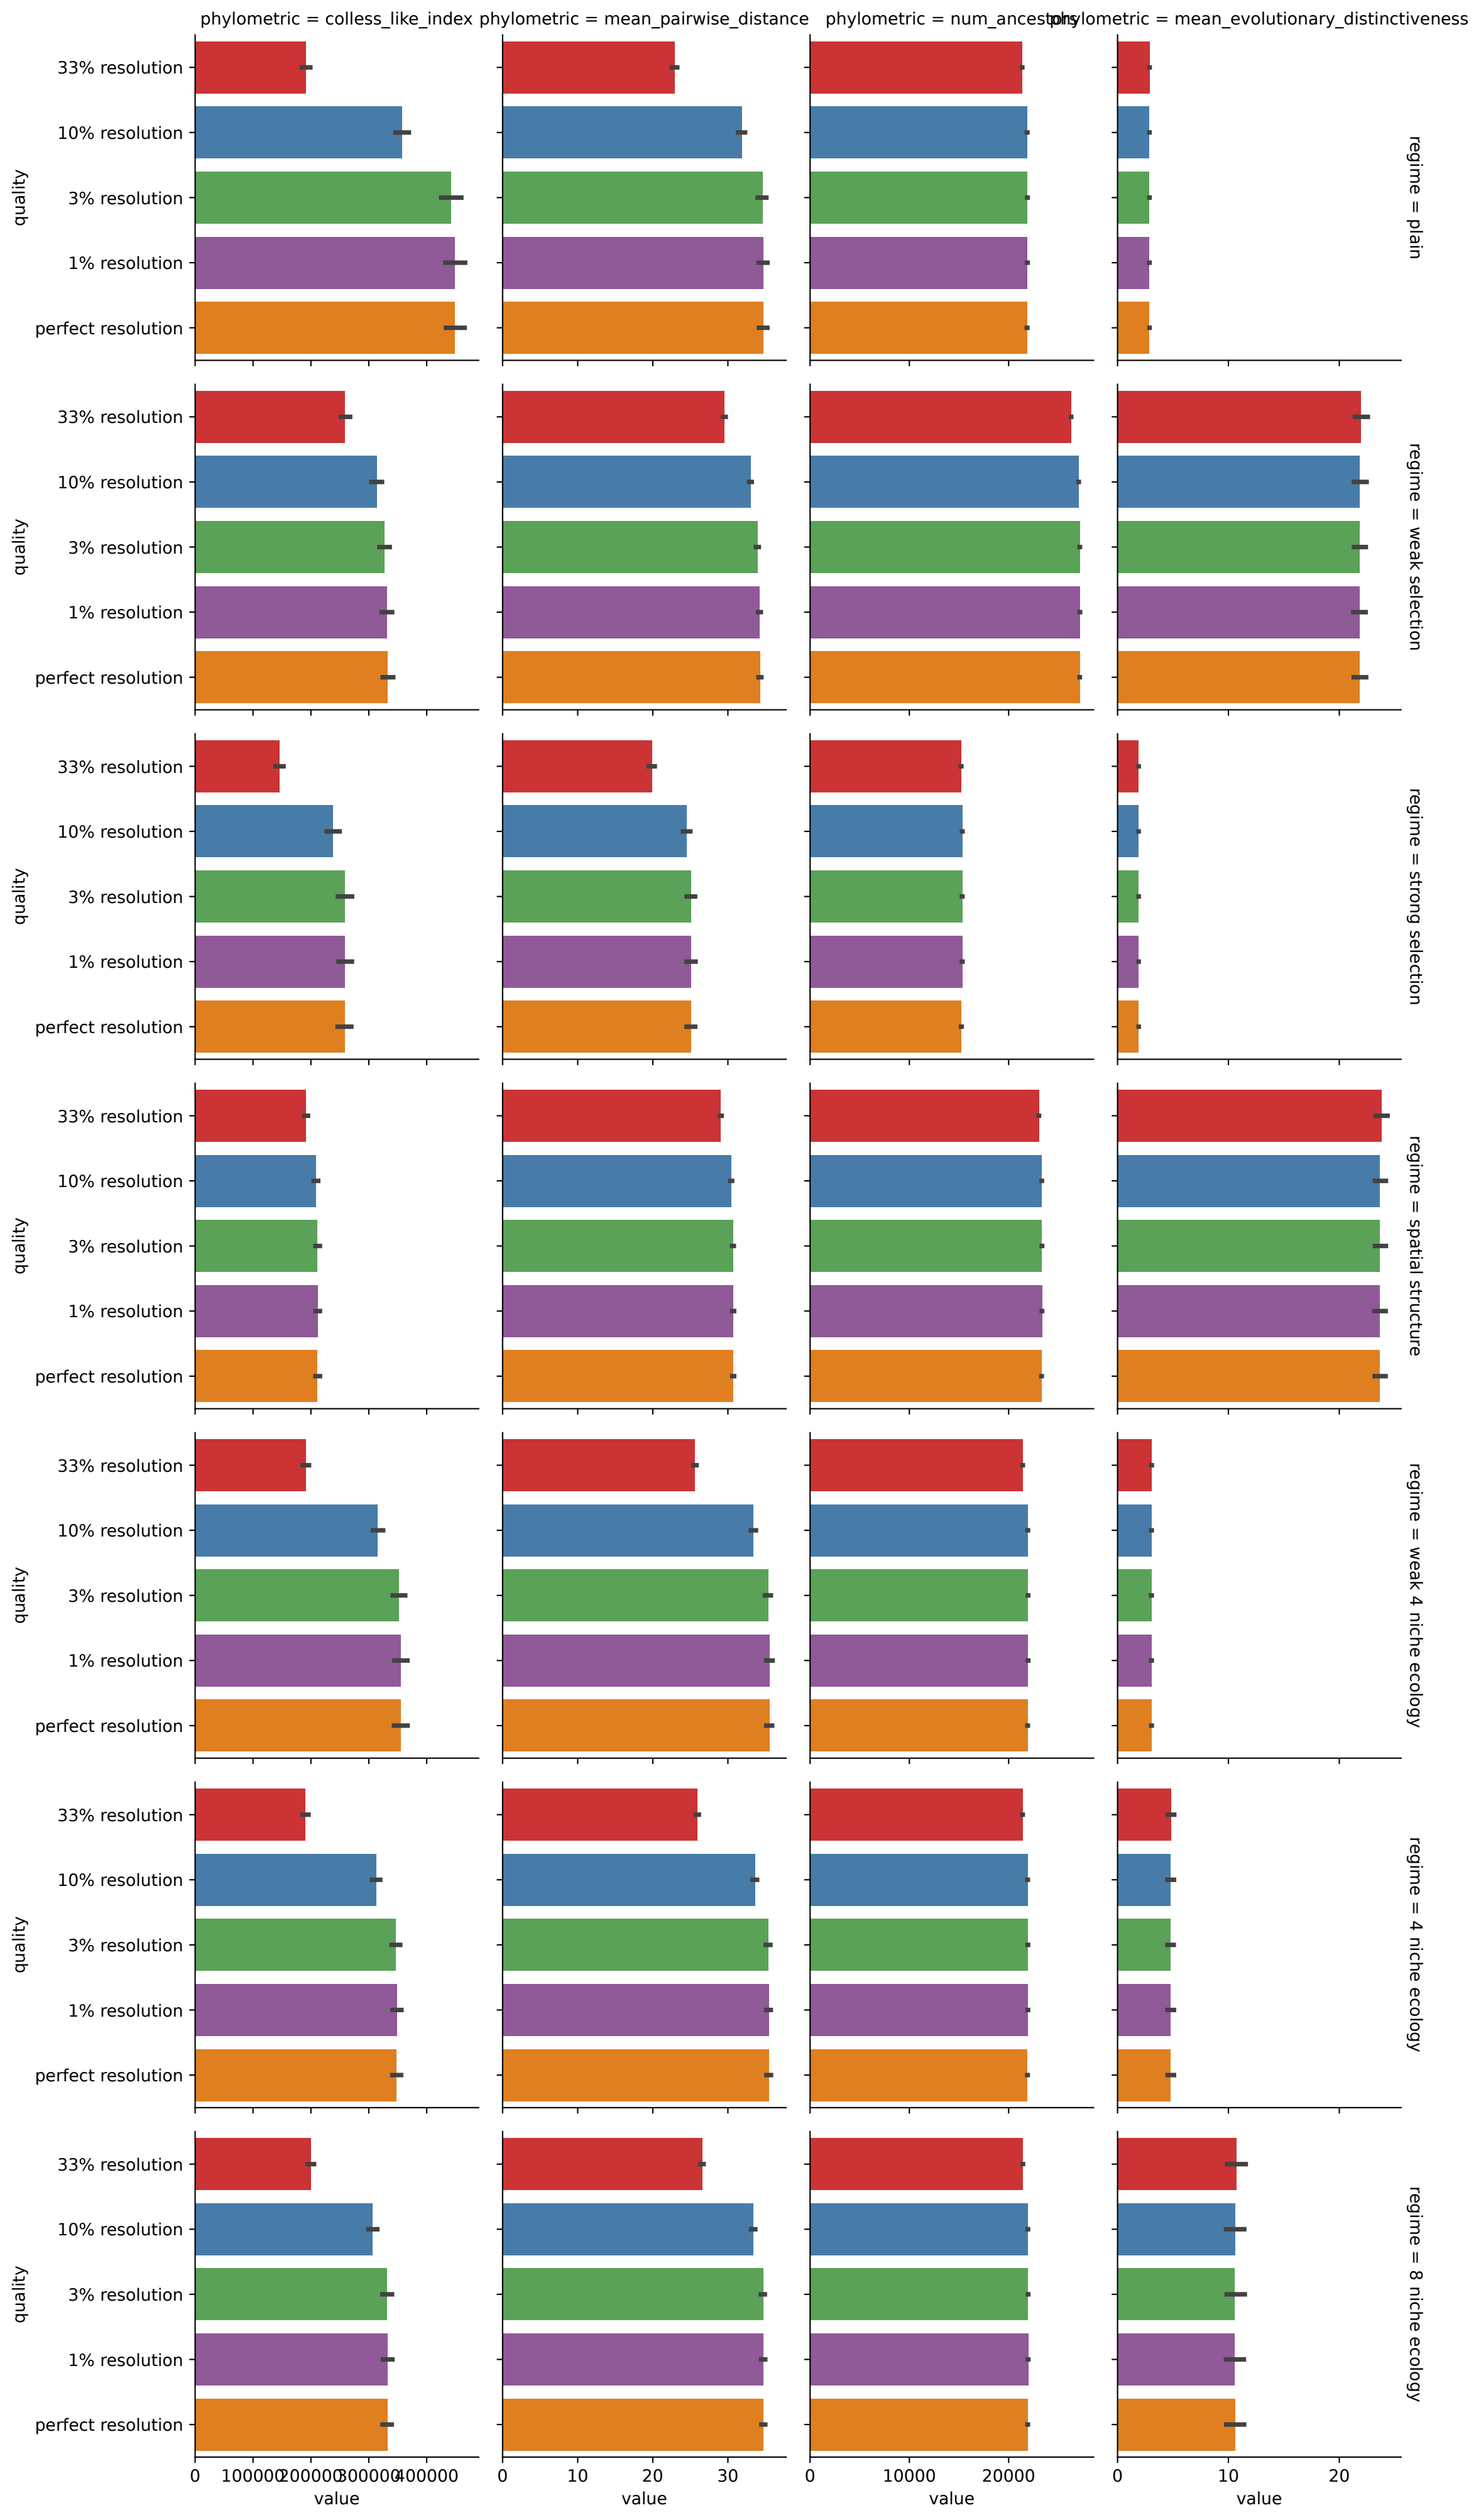 phylometric = colless_like_index
phylometric = mean_pairwise_distance
phylometric = num_ancestors
phylometric = mean_evolutionary_distinctiveness
quality
33% resolution
10% resolution
3% resolution
1% resolution
perfect resolution
regime = plain
quality
33% resolution
10% resolution
3% resolution
1% resolution
perfect resolution
regime = weak selection
quality
33% resolution
10% resolution
3% resolution
1% resolution
perfect resolution
regime = strong selection
quality
33% resolution
10% resolution
3% resolution
1% resolution
perfect resolution
regime = spatial structure
quality
33% resolution
10% resolution
3% resolution
1% resolution
perfect resolution
regime = weak 4 niche ecology
quality
33% resolution
10% resolution
3% resolution
1% resolution
perfect resolution
regime = 4 niche ecology
quality
33% resolution
10% resolution
3% resolution
1% resolution
perfect resolution
regime = 8 niche ecology
0 100000 200000 300000 400000
0 10 20 30
0 10000 20000
0 10 20
value
value
value
value